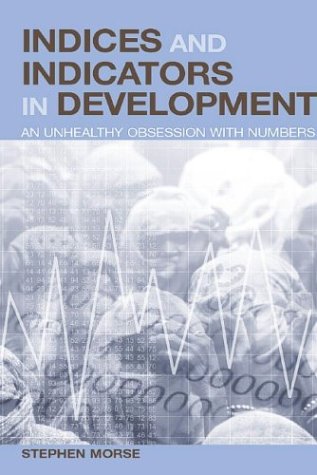 INDICES AND
INDICATORS
IN DEVELOPMENT
AN UNHEALTHY OBSESSION WITH NUMBERS
STEPHEN MORSE